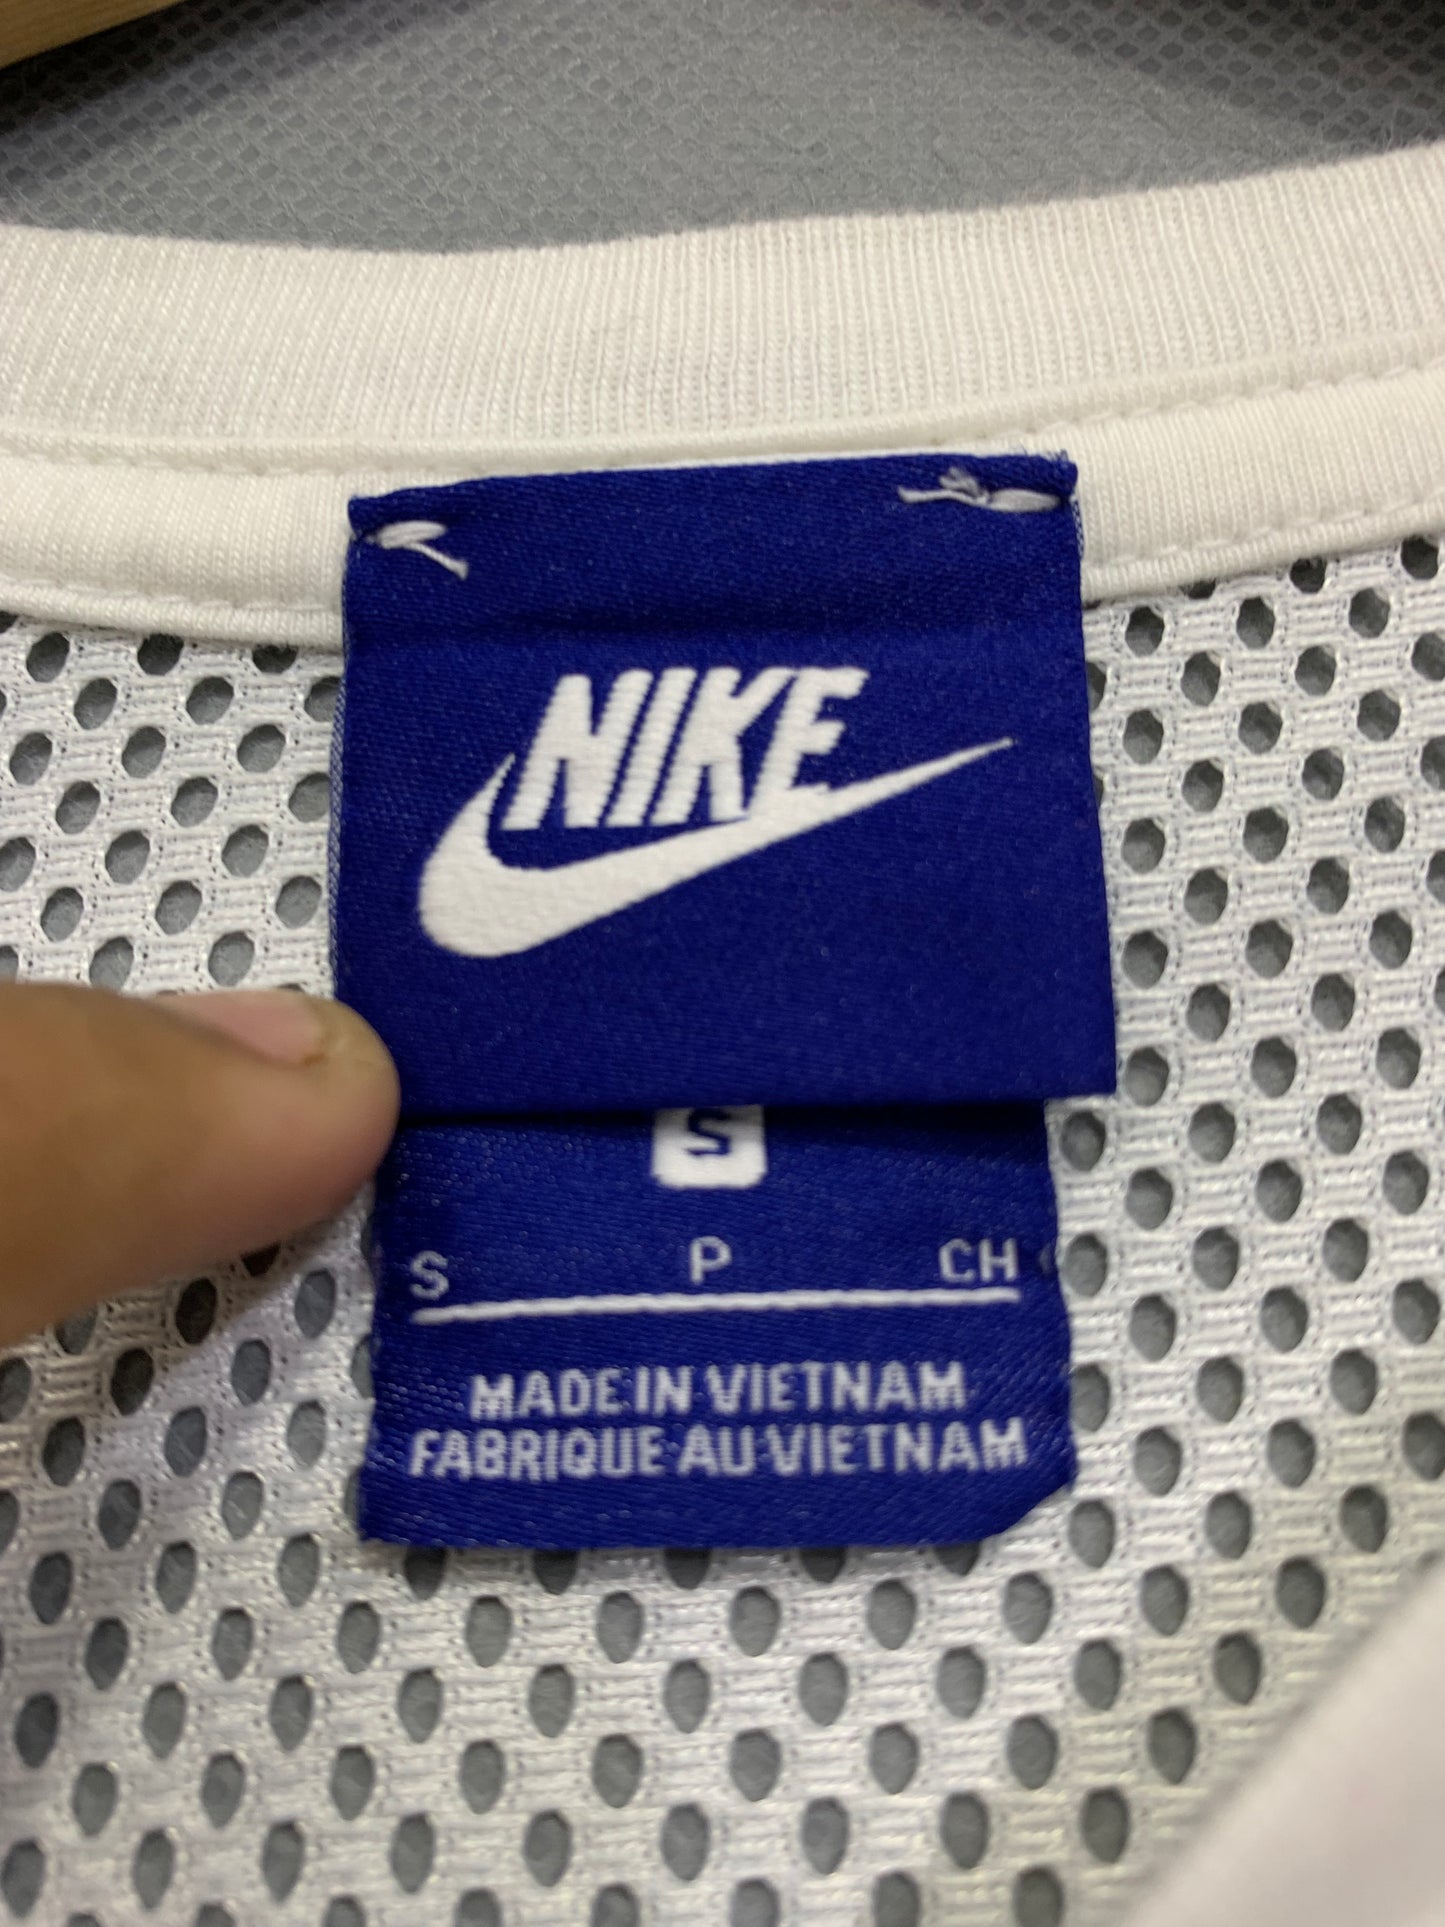 NIKE
S
S P CH
MADE IN VIETNAM
FABRIQUE AU VIETNAM